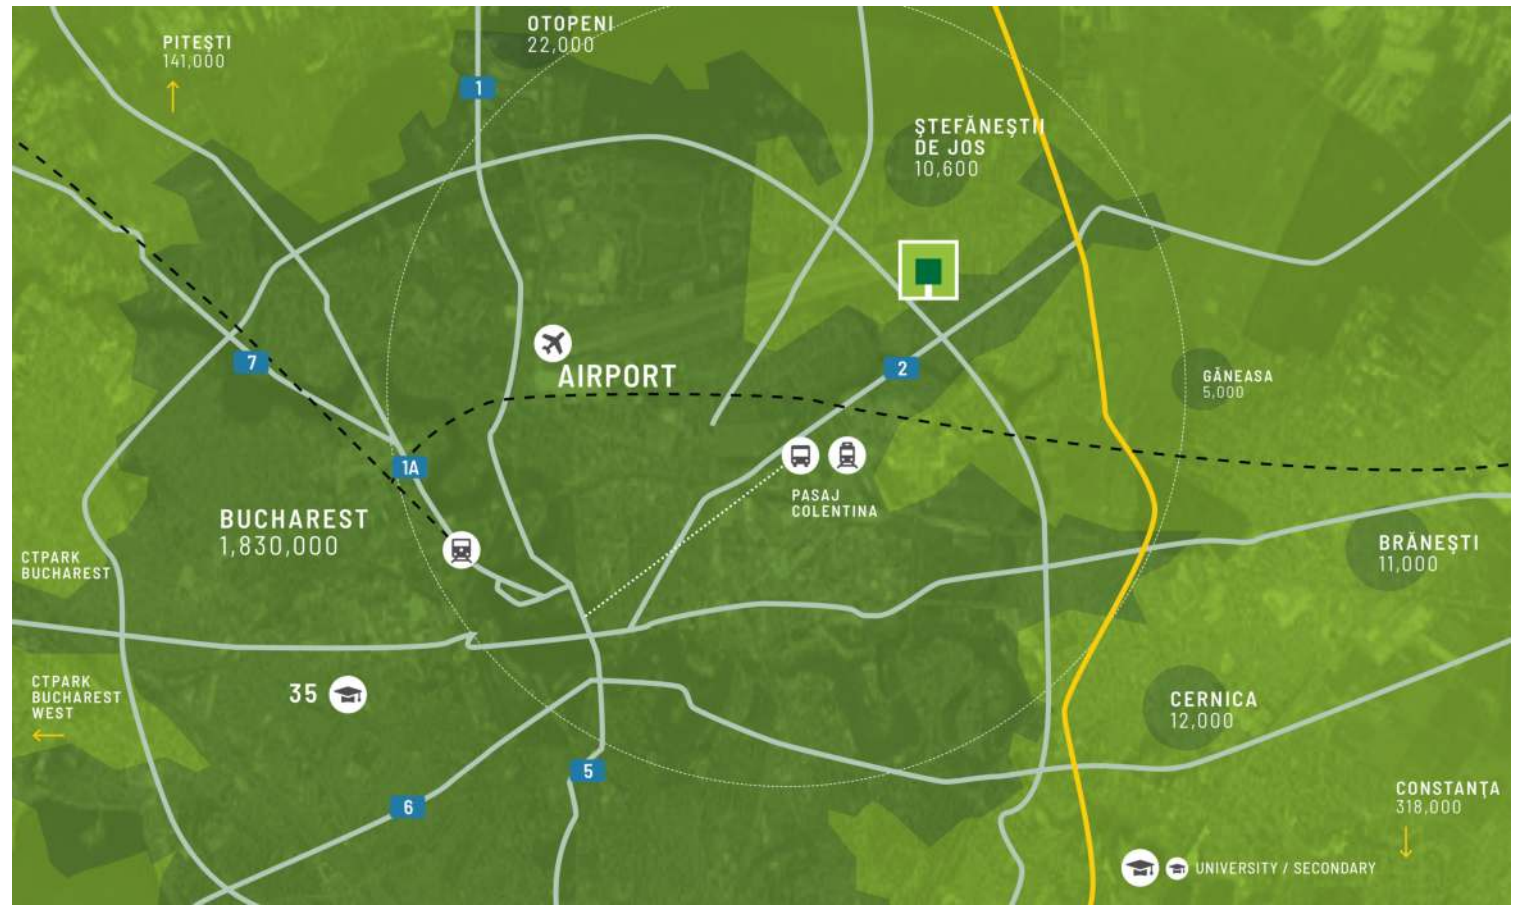 OTOPENI
22,000
PITEȘTI
141,000
1
ȘTEFĂNEȘTII
DE JOS
10,600
7
AIRPORT
2
GĂNEASA
5,000
1A
PASAJ
COLENTINA
BUCHAREST
1,830,000
BRĂNEȘTI
11,000
CTPARK
BUCHAREST
CTPARK
BUCHAREST
WEST
35
CERNICA
12,000
5
6
CONSTANȚA
318,000
UNIVERSITY / SECONDARY